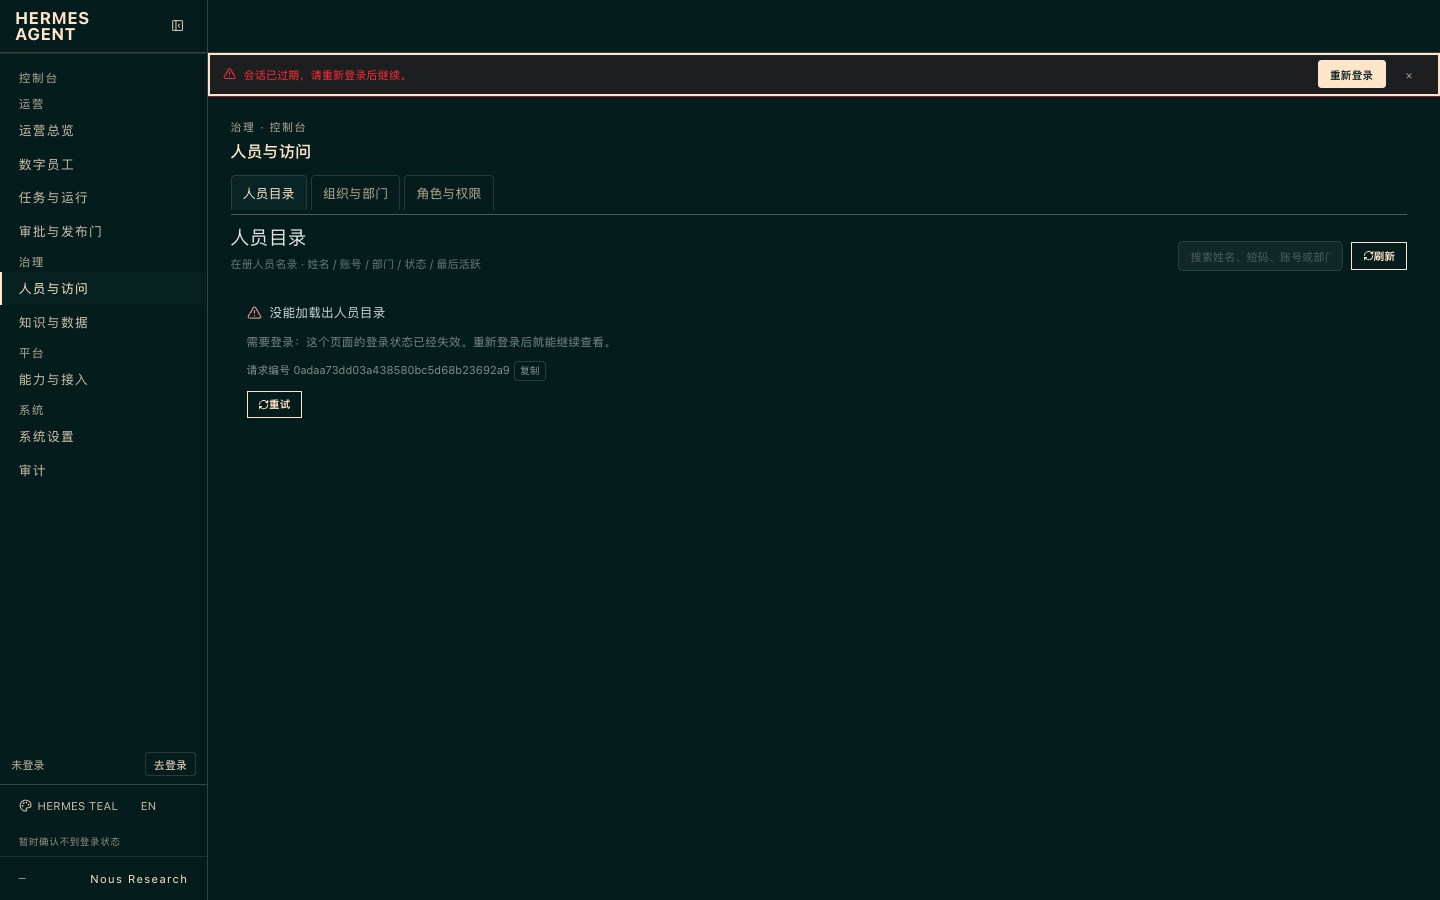 HERMES
AGENT
控制台
运营
运营总览
数字员工
任务与运行
审批与发布门
治理
人员与访问
知识与数据
平台
能力与接入
系统
系统设置
审计
未登录
去登录
HERMES TEAL
EN
暂时确认不到登录状态
—
Nous Research
会话已过期，请重新登录后继续。
重新登录
×
治理 · 控制台
人员与访问
人员目录
组织与部门
角色与权限
人员目录
在册人员名录 · 姓名 / 账号 / 部门 / 状态 / 最后活跃
搜索姓名、短码、账号或部门
刷新
没能加载出人员目录
需要登录：这个页面的登录状态已经失效。重新登录后就能继续查看。
请求编号 0adaa73dd03a438580bc5d68b23692a9 复制
重试